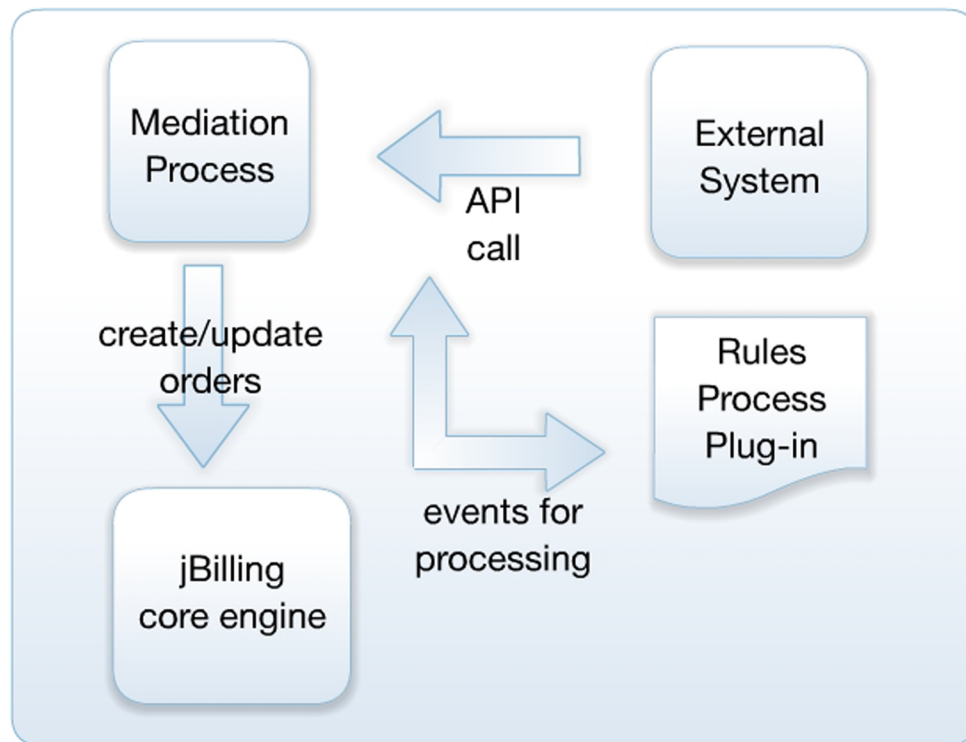 Mediation
Process
External
System
API
call
create/update
orders
Rules
Process
Plug-in
events for
processing
jBilling
core engine